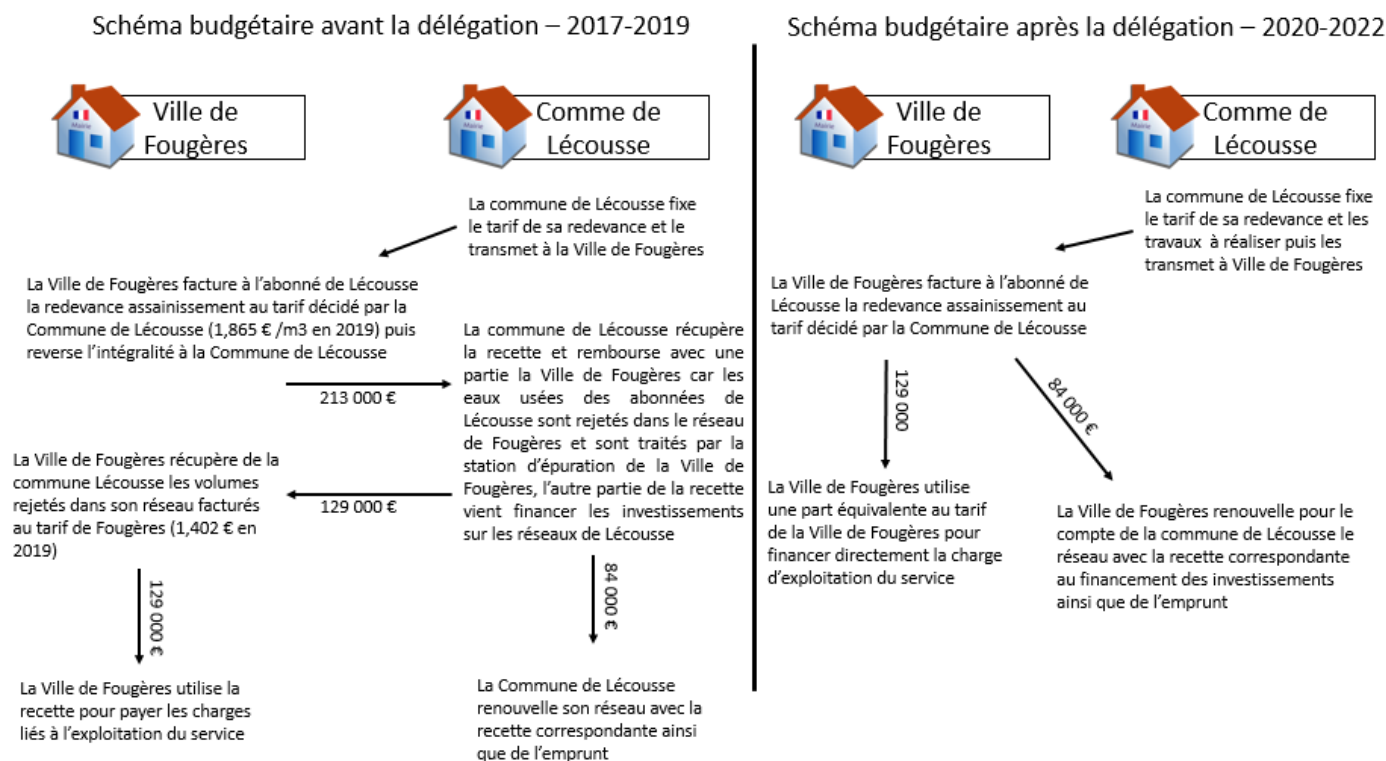 Schéma budgétaire avant la délégation – 2017-2019
Mairie
Ville de
Fougères
Mairie
Comme de
Lécousse
La commune de Lécousse fixe
le tarif de sa redevance et le
transmet à la Ville de Fougères
La Ville de Fougères facture à l’abonné de Lécousse
la redevance assainissement au tarif décidé par la
Commune de Lécousse (1,865 € /m3 en 2019) puis
reverse l’intégralité à la Commune de Lécousse
213 000 €
La commune de Lécousse récupère
la recette et rembourse avec une
partie la Ville de Fougères car les
eaux usées des abonnées de
Lécousse sont rejetés dans le réseau
de Fougères et sont traités par la
station d’épuration de la Ville de
Fougères, l’autre partie de la recette
vient financer les investissements
sur les réseaux de Lécousse
129 000 €
La Ville de Fougères récupère de la
commune Lécousse les volumes
rejetés dans son réseau facturés
au tarif de Fougères (1,402 € en
2019)
129 000 €
84 000 €
La Ville de Fougères utilise la
recette pour payer les charges
liés à l’exploitation du service
La Commune de Lécousse
renouvelle son réseau avec la
recette correspondante ainsi
que de l’emprunt
Schéma budgétaire après la délégation – 2020-2022
Mairie
Ville de
Fougères
Mairie
Comme de
Lécousse
La commune de Lécousse fixe
le tarif de sa redevance et les
travaux à réaliser puis les
transmet à Ville de Fougères
La Ville de Fougères facture à l’abonné de
Lécousse la redevance assainissement au
tarif décidé par la Commune de Lécousse
129 000
84 000 €
La Ville de Fougères utilise
une part équivalente au tarif
de la Ville de Fougères pour
financer directement la charge
d’exploitation du service
La Ville de Fougères renouvelle pour le
compte de la commune de Lécousse le
réseau avec la recette correspondante
au financement des investissements
ainsi que de l’emprunt